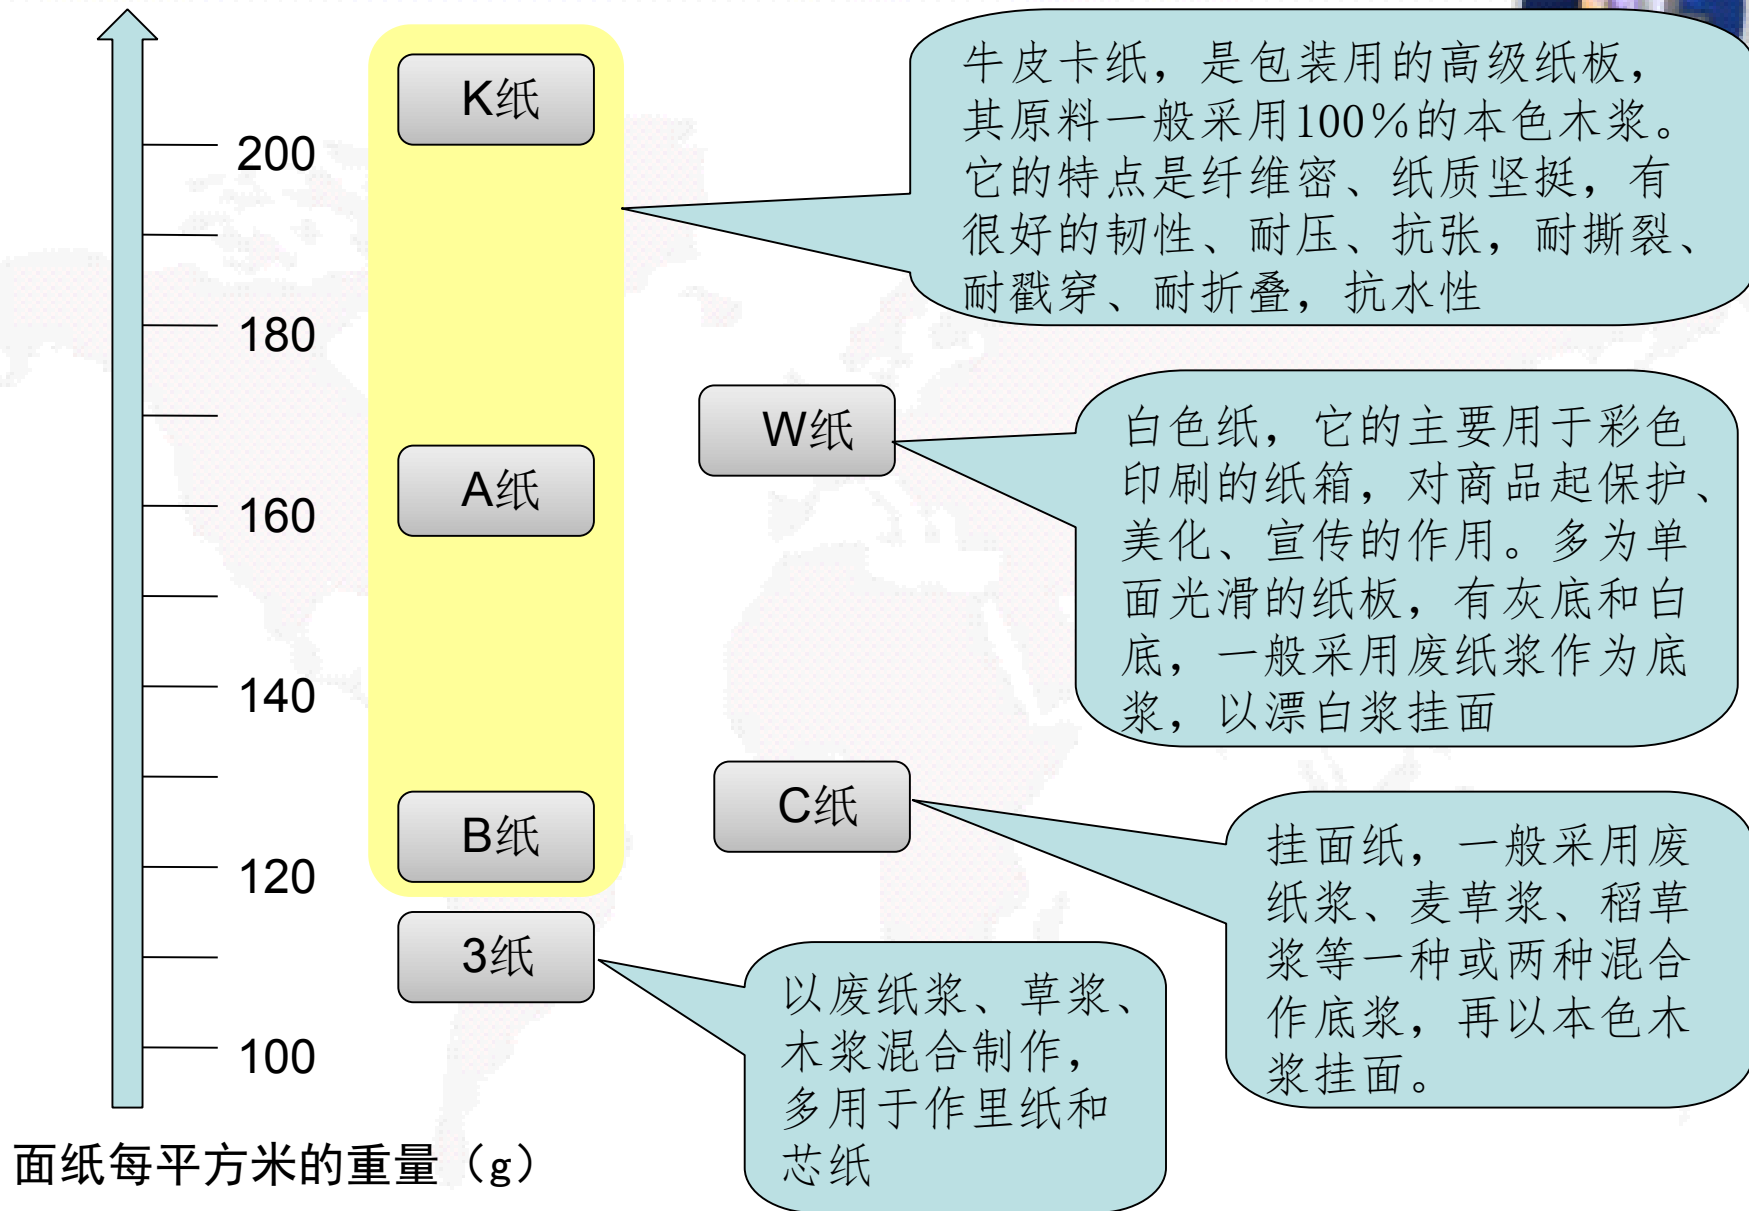 K纸
200
180
A纸
160
140
B纸
120
3纸
100
面纸每平方米的重量（g）
牛皮卡纸，是包装用的高级纸板，
其原料一般采用100%的本色木浆。
它的特点是纤维密、纸质坚挺，有
很好的韧性、耐压、抗张，耐撕裂、
耐戳穿、耐折叠，抗水性
W纸
白色纸，它的主要用于彩色
印刷的纸箱，对商品起保护、
美化、宣传的作用。多为单
面光滑的纸板，有灰底和白
底，一般采用废纸浆作为底
浆，以漂白浆挂面
C纸
挂面纸，一般采用废
纸浆、麦草浆、稻草
浆等一种或两种混合
作底浆，再以本色木
浆挂面。
以废纸浆、草浆、
木浆混合制作，
多用于作里纸和
芯纸